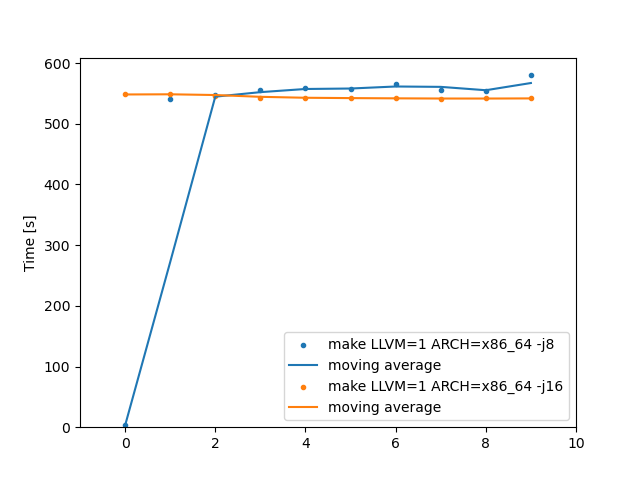 600
500
400
300
200
100
0
Time [s]
0 2 4 6 8 10
make LLVM=1 ARCH=x86_64 -j8
moving average
make LLVM=1 ARCH=x86_64 -j16
moving average